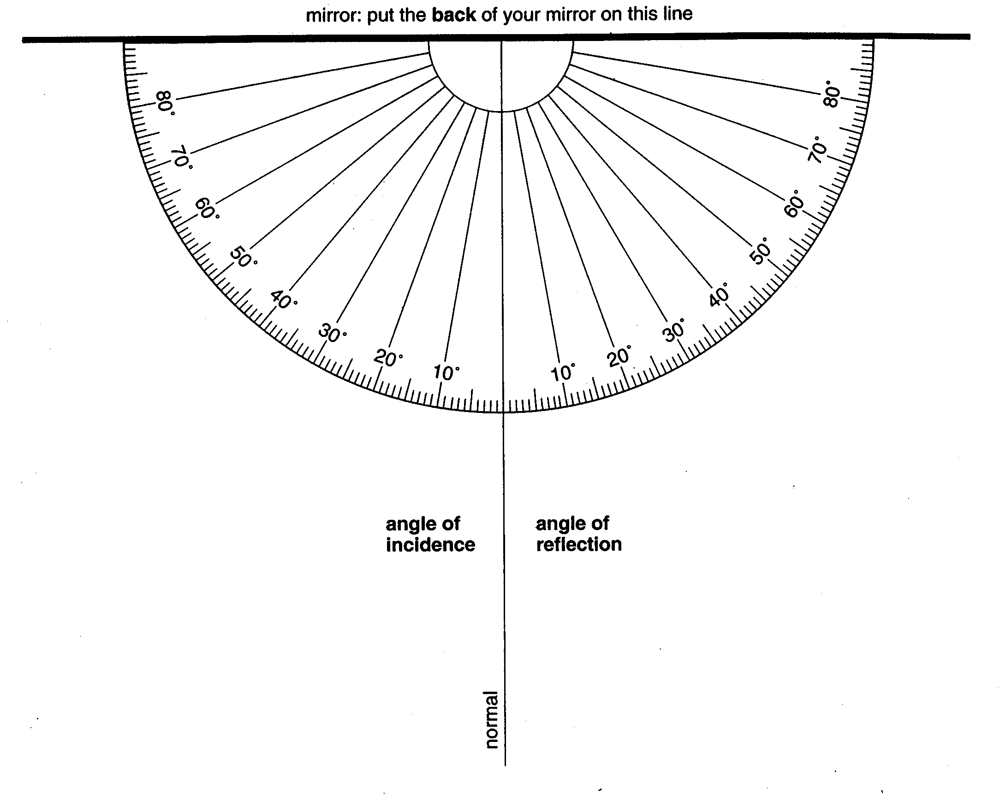 mirror: put the back of your mirror on this line
80°
80°
70°
70°
60°
60°
50°
50°
40°
40°
30°
30°
20°
20°
10°
10°
angle of
incidence
angle of
reflection
normal